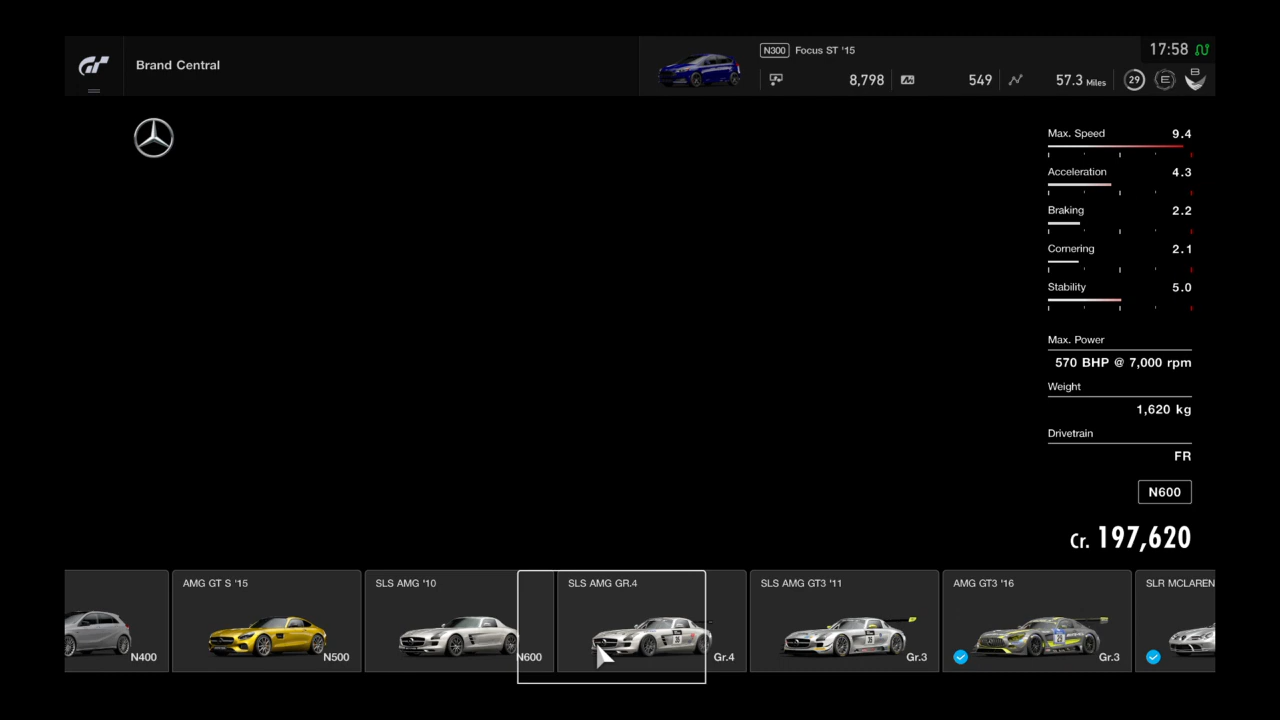 Brand Central
N300 Focus ST '15
17:58
8,798
549
57.3 Miles
29
E
B
Max. Speed 9.4
Acceleration 4.3
Braking 2.2
Cornering 2.1
Stability 5.0
Max. Power
570 BHP @ 7,000 rpm
Weight
1,620 kg
Drivetrain
FR
N600
Cr. 197,620
AMG GT S '15
SLS AMG '10
SLS AMG GR.4
SLS AMG GT3 '11
AMG GT3 '16
SLR MCLAREN
N400
N500
N600
Gr.4
Gr.3
Gr.3